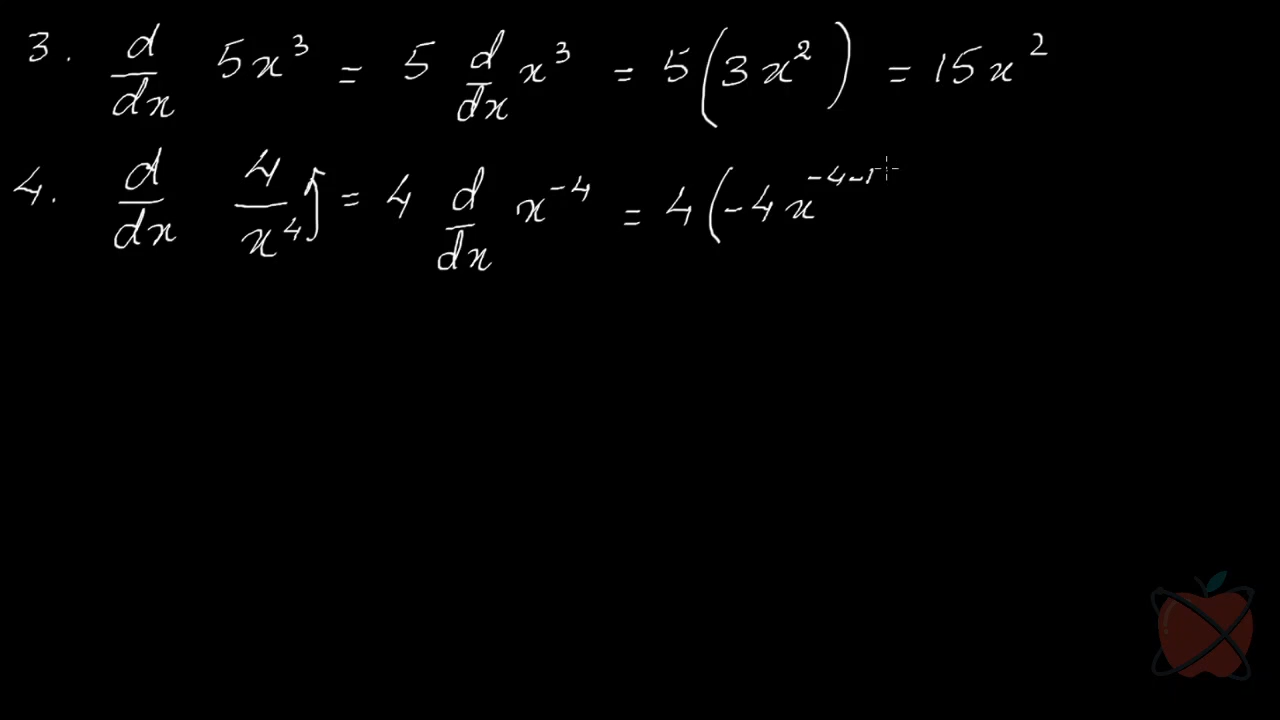 3. d/dx 5x³ = 5 d/dx x³ = 5(3x²) = 15x²
4. d/dx 4/x⁴ = 4 d/dx x⁻⁴ = 4(-4x⁻⁴⁻¹